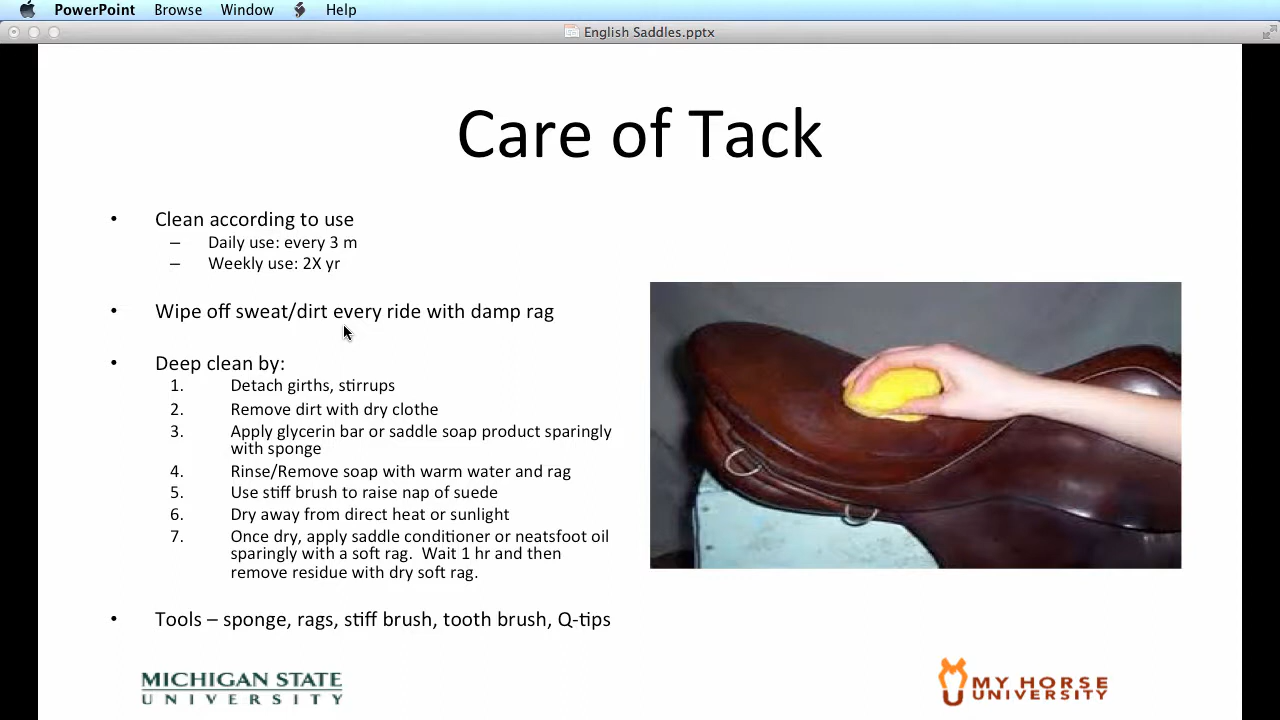 PowerPoint Browse Window Help
English Saddles.pptx
Care of Tack
• Clean according to use
– Daily use: every 3 m
– Weekly use: 2X yr
• Wipe off sweat/dirt every ride with damp rag
• Deep clean by:
1. Detach girths, stirrups
2. Remove dirt with dry clothe
3. Apply glycerin bar or saddle soap product sparingly
with sponge
4. Rinse/Remove soap with warm water and rag
5. Use stiff brush to raise nap of suede
6. Dry away from direct heat or sunlight
7. Once dry, apply saddle conditioner or neatsfoot oil
sparingly with a soft rag. Wait 1 hr and then
remove residue with dry soft rag.
• Tools – sponge, rags, stiff brush, tooth brush, Q-tips
MICHIGAN STATE
UNIVERSITY
MY HORSE
UNIVERSITY